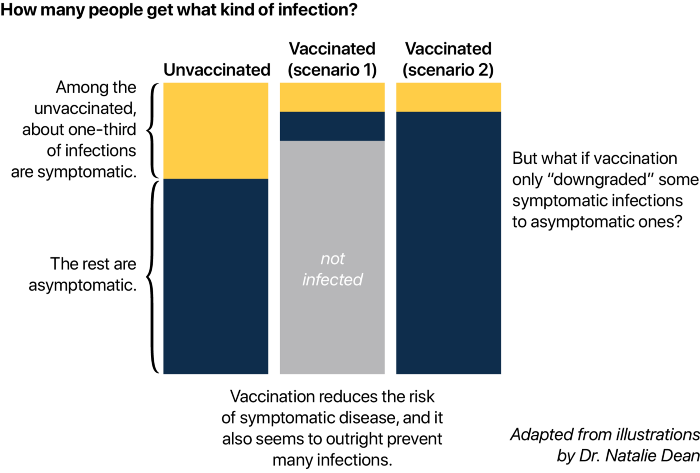 How many people get what kind of infection?
Unvaccinated
Vaccinated
(scenario 1)
Vaccinated
(scenario 2)
Among the
unvaccinated,
about one-third
of infections
are symptomatic.
The rest are
asymptomatic.
not
infected
But what if vaccination
only “downgraded” some
symptomatic infections
to asymptomatic ones?
Vaccination reduces the risk
of symptomatic disease, and it
also seems to outright prevent
many infections.
Adapted from illustrations
by Dr. Natalie Dean